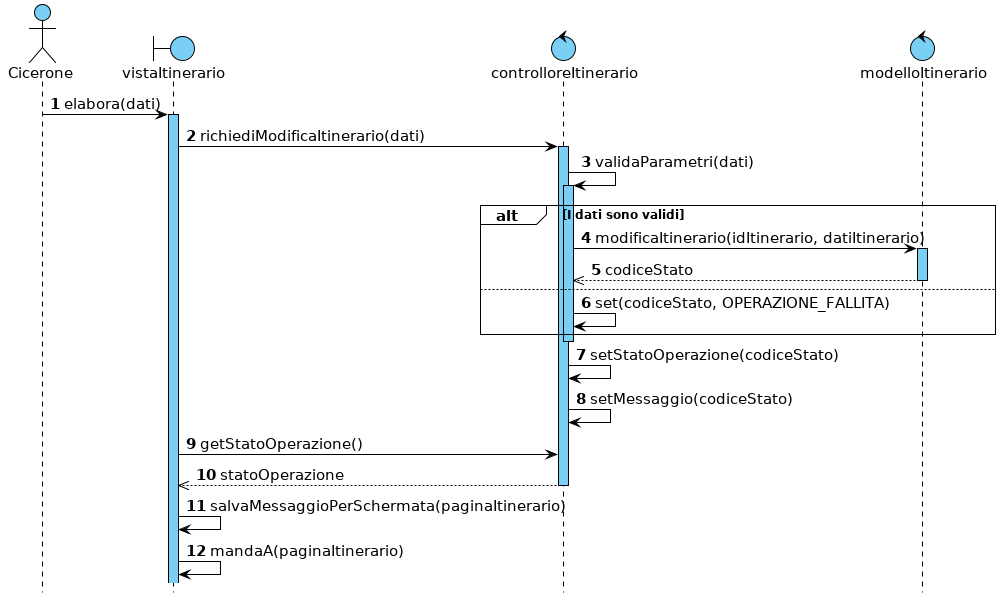 Cicerone
vistaItinerario
controlloreItinerario
modelloItinerario
1 elabora(dati)
2 richiediModificaItinerario(dati)
3 validaParametri(dati)
alt
[I dati sono validi]
4 modificaItinerario(idItinerario, datiItinerario)
5 codiceStato
6 set(codiceStato, OPERAZIONE_FALLITA)
7 setStatoOperazione(codiceStato)
8 setMessaggio(codiceStato)
9 getStatoOperazione()
10 statoOperazione
11 salvaMessaggioPerSchermata(paginaItinerario)
12 mandaA(paginaItinerario)